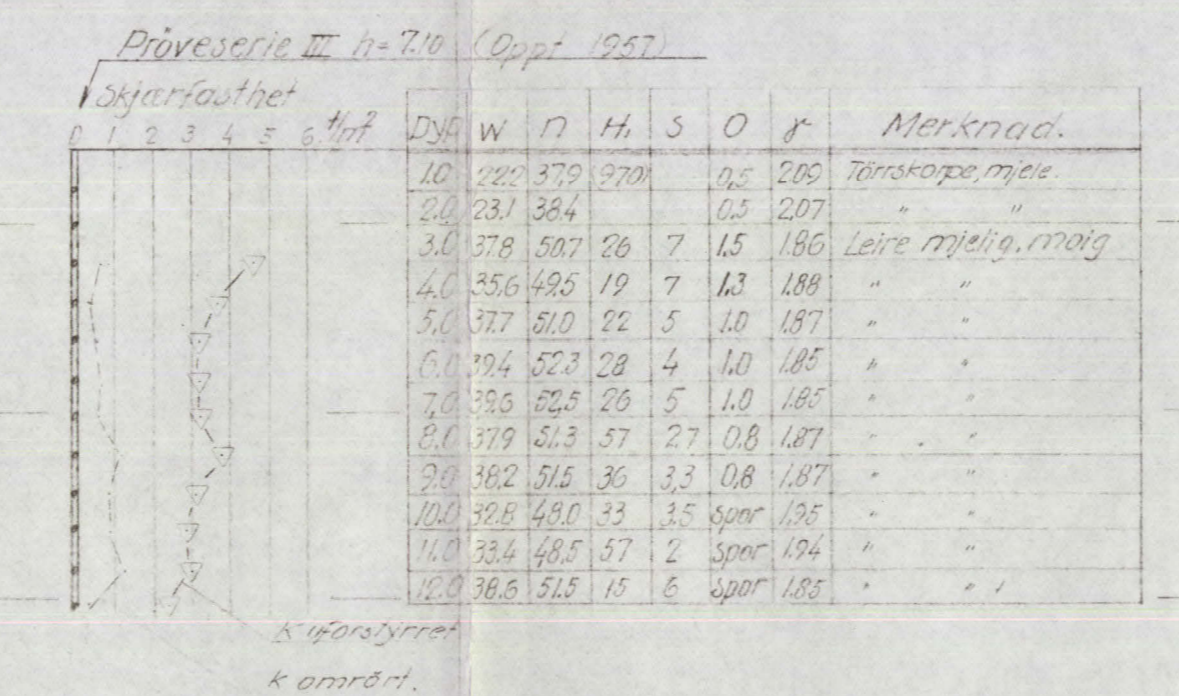 Pröveserie III h= 7.10 (Oppt 1957)
Skjærfasthet
0 1 2 3 4 5 6 t/m²
Dyp W n H₁ S O γ Merknad.
1.0 22.2 37.9 (970) 0.5 2.09 Törrskorpe, mjele.
2.0 23.1 38.4 0.5 2.07 " "
3.0 37.8 50.7 26 7 1.5 1.86 Leire mjelig, moig
4.0 35.6 49.5 19 7 1.3 1.88 " "
5.0 37.7 51.0 22 5 1.0 1.87 " "
6.0 39.4 52.3 28 4 1.0 1.85 " "
7.0 39.6 52.5 26 5 1.0 1.85 " "
8.0 37.9 51.3 57 2.7 0.8 1.87 " "
9.0 38.2 51.5 36 3,3 0,8 1.87 " "
10.0 32.8 48.0 33 3.5 spor 1.95 " "
11.0 33.4 48.5 57 2 spor 1.94 " "
12.0 38.6 51.5 15 6 spor 1.85 " "
K uforstyrret
k omrört.